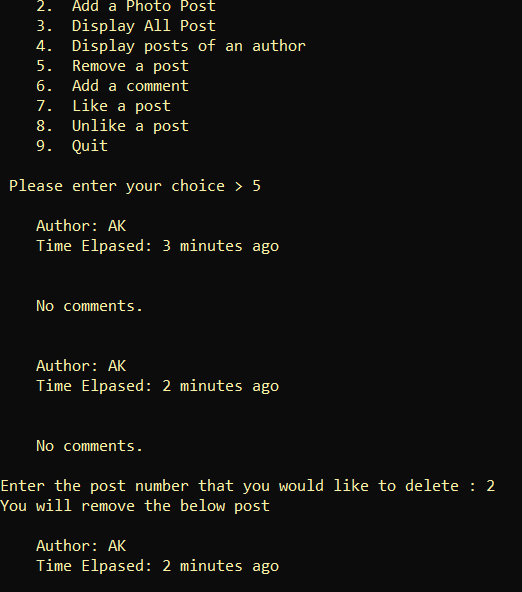 2. Add a Photo Post
3. Display All Post
4. Display posts of an author
5. Remove a post
6. Add a comment
7. Like a post
8. Unlike a post
9. Quit
Please enter your choice > 5
Author: AK
Time Elpased: 3 minutes ago
No comments.
Author: AK
Time Elpased: 2 minutes ago
No comments.
Enter the post number that you would like to delete : 2
You will remove the below post
Author: AK
Time Elpased: 2 minutes ago